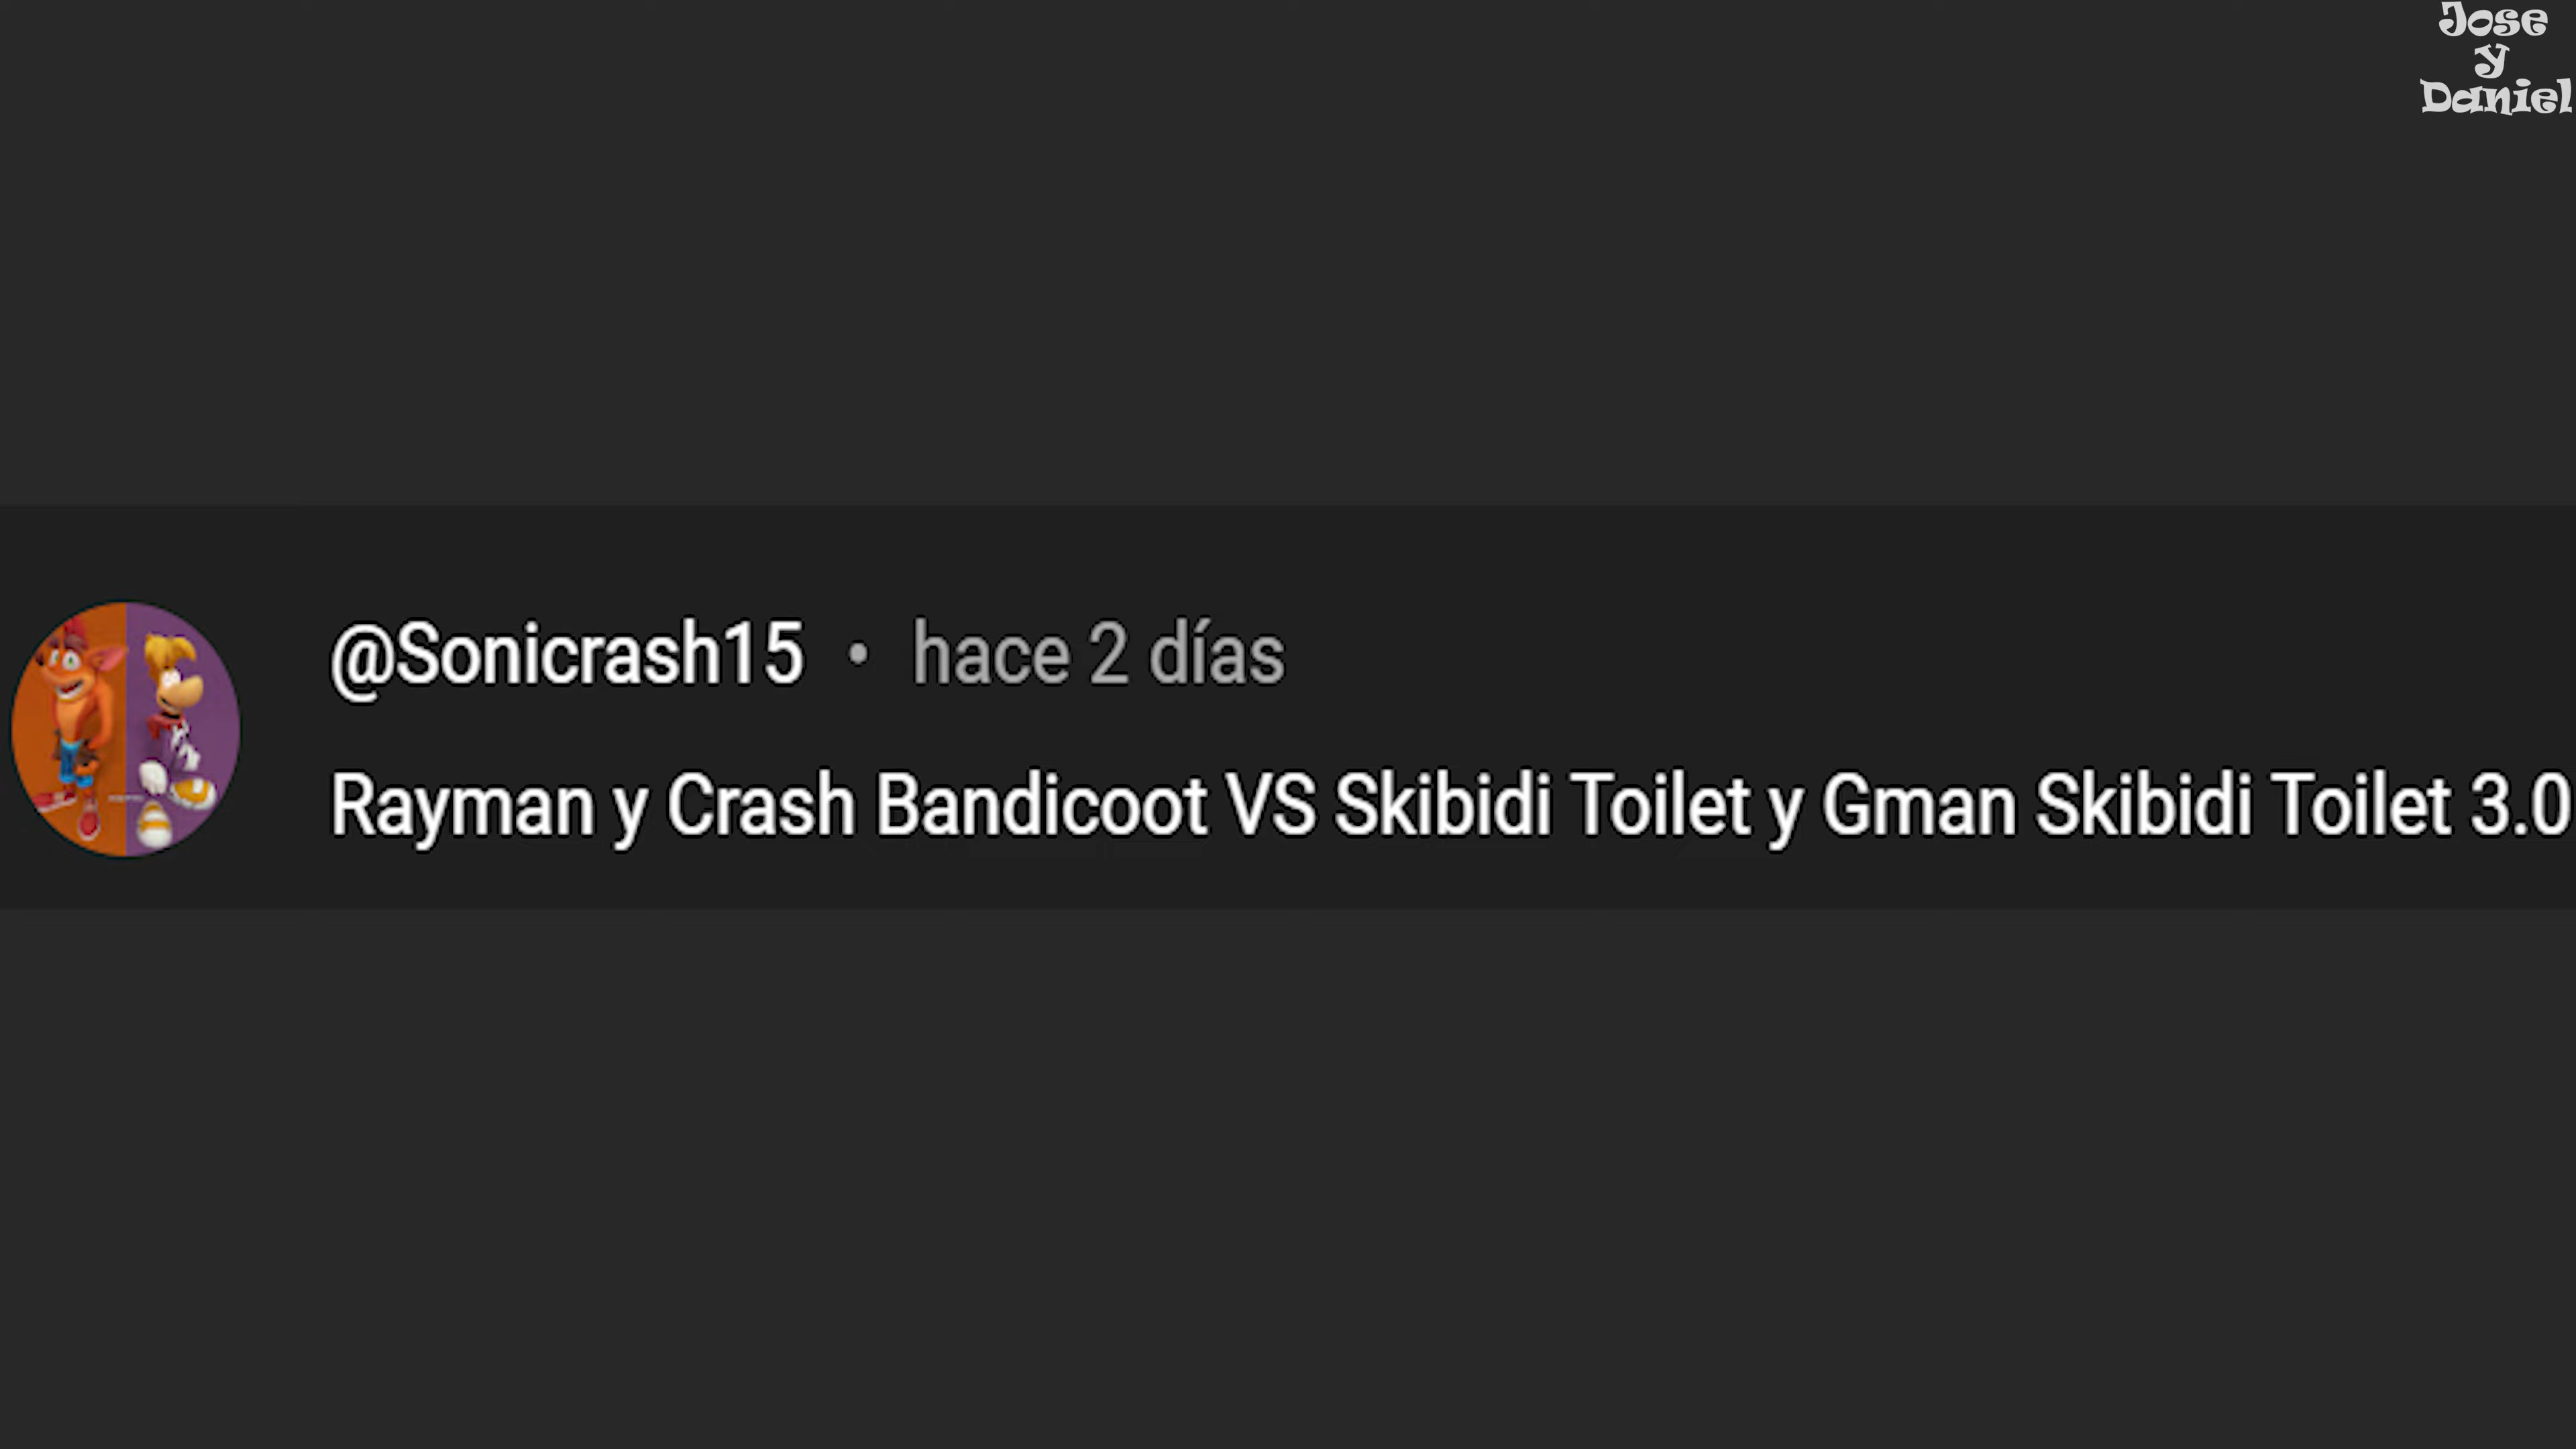 Jose
y
Daniel
@Sonicrash15 • hace 2 días
Rayman y Crash Bandicoot VS Skibidi Toilet y Gman Skibidi Toilet 3.0